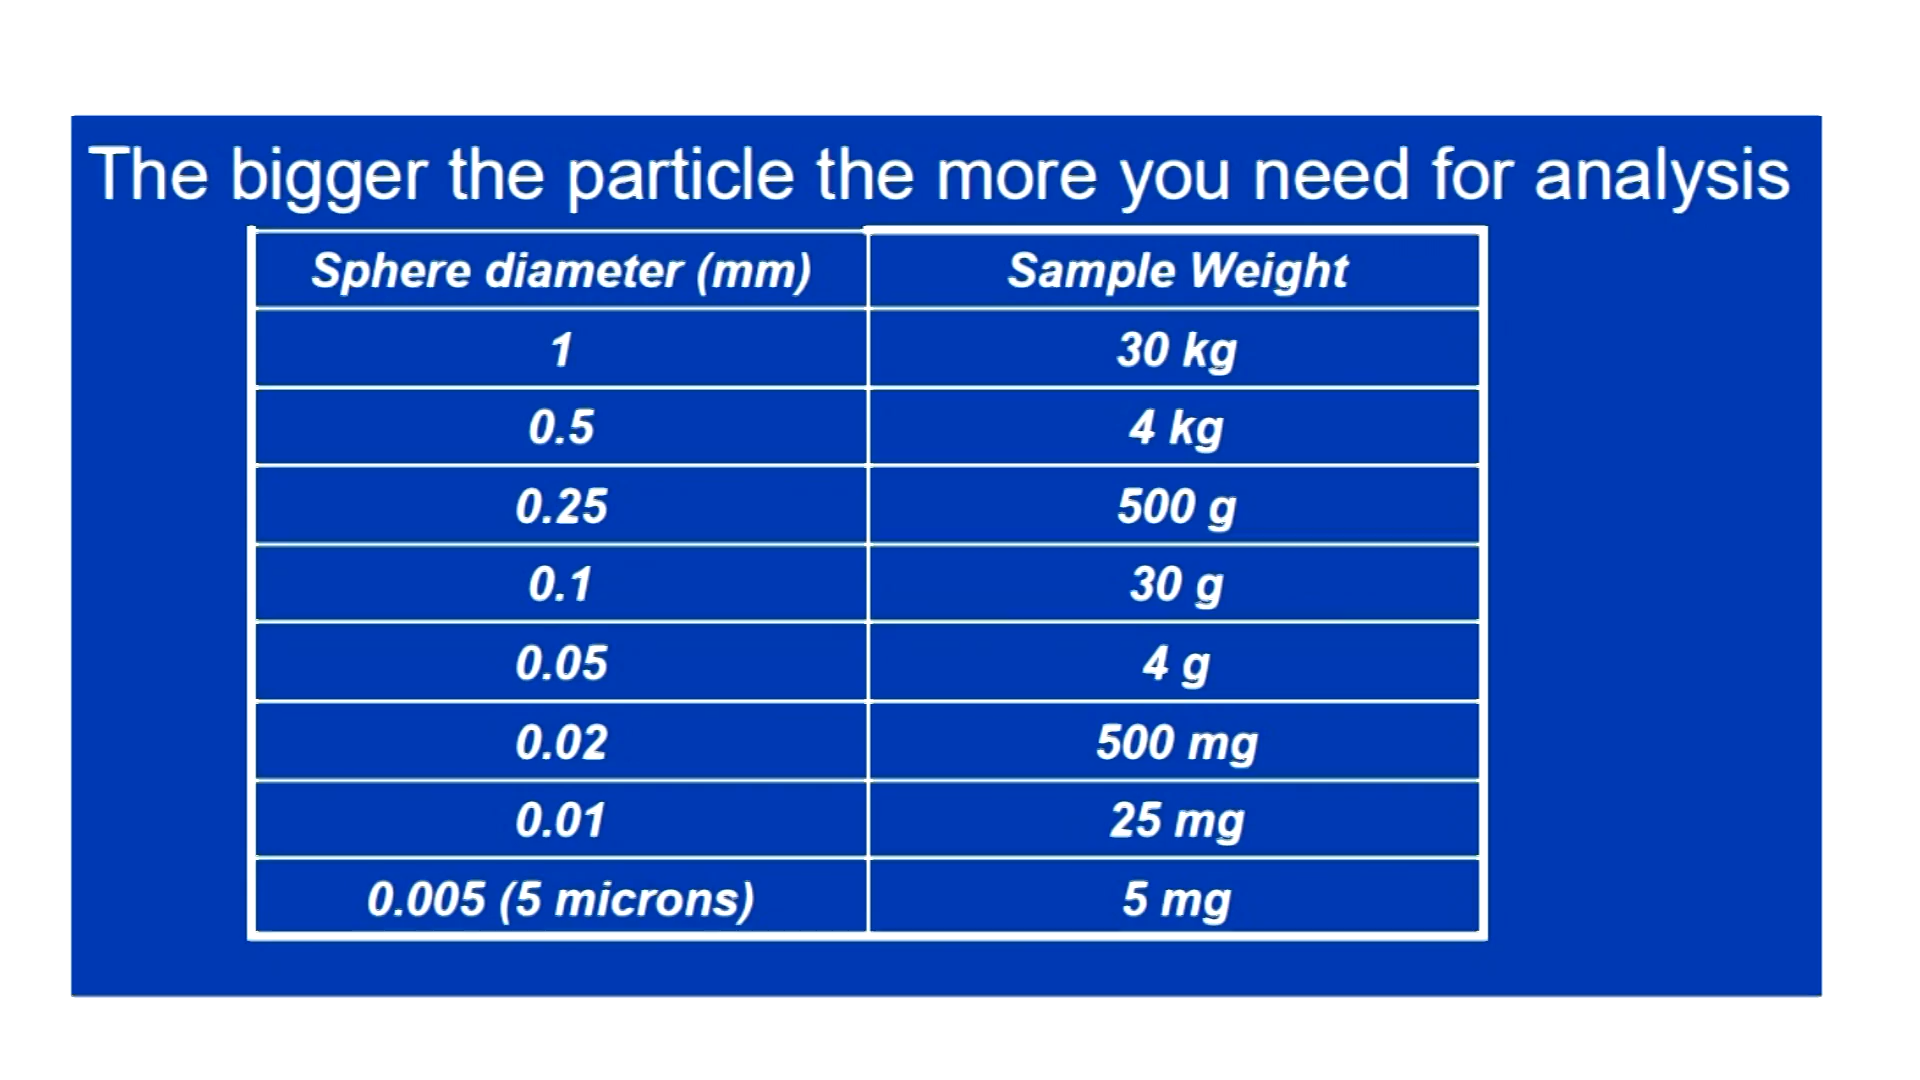 The bigger the particle the more you need for analysis
Sphere diameter (mm) Sample Weight
1 30 kg
0.5 4 kg
0.25 500 g
0.1 30 g
0.05 4 g
0.02 500 mg
0.01 25 mg
0.005 (5 microns) 5 mg